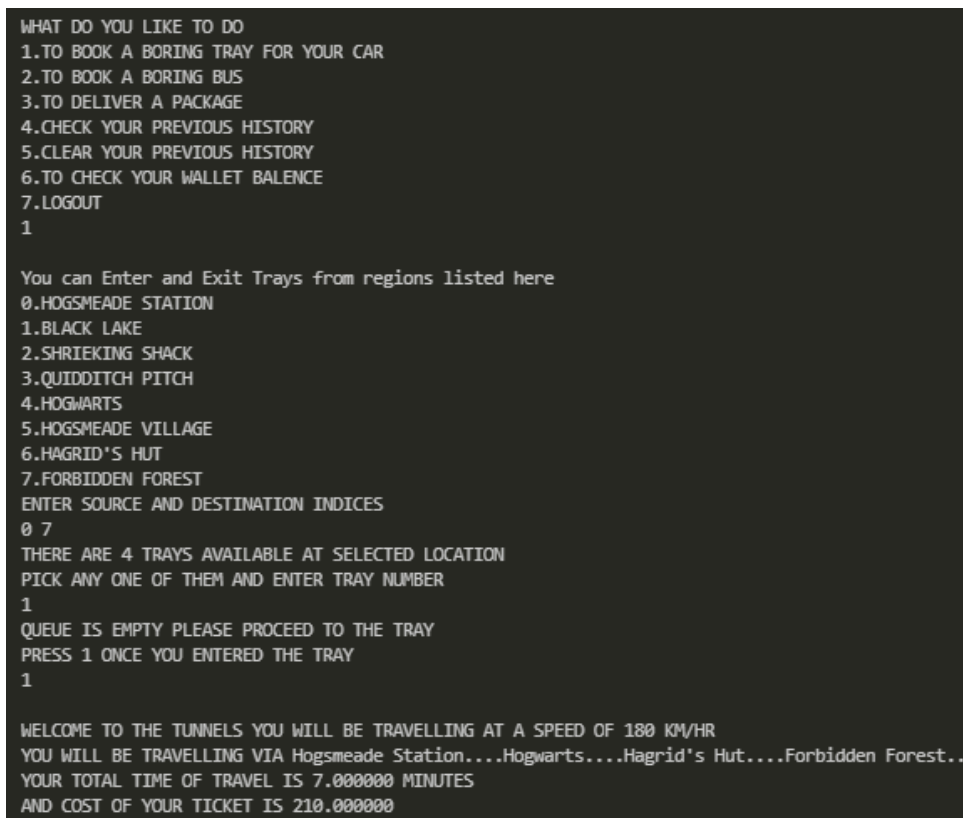 WHAT DO YOU LIKE TO DO
1.TO BOOK A BORING TRAY FOR YOUR CAR
2.TO BOOK A BORING BUS
3.TO DELIVER A PACKAGE
4.CHECK YOUR PREVIOUS HISTORY
5.CLEAR YOUR PREVIOUS HISTORY
6.TO CHECK YOUR WALLET BALENCE
7.LOGOUT
1
You can Enter and Exit Trays from regions listed here
0.HOGSMEADE STATION
1.BLACK LAKE
2.SHRIEKING SHACK
3.QUIDDITCH PITCH
4.HOGWARTS
5.HOGSMEADE VILLAGE
6.HAGRID'S HUT
7.FORBIDDEN FOREST
ENTER SOURCE AND DESTINATION INDICES
0 7
THERE ARE 4 TRAYS AVAILABLE AT SELECTED LOCATION
PICK ANY ONE OF THEM AND ENTER TRAY NUMBER
1
QUEUE IS EMPTY PLEASE PROCEED TO THE TRAY
PRESS 1 ONCE YOU ENTERED THE TRAY
1
WELCOME TO THE TUNNELS YOU WILL BE TRAVELLING AT A SPEED OF 180 KM/HR
YOU WILL BE TRAVELLING VIA Hogsmeade Station....Hogwarts....Hagrid's Hut....Forbidden Forest..
YOUR TOTAL TIME OF TRAVEL IS 7.000000 MINUTES
AND COST OF YOUR TICKET IS 210.000000